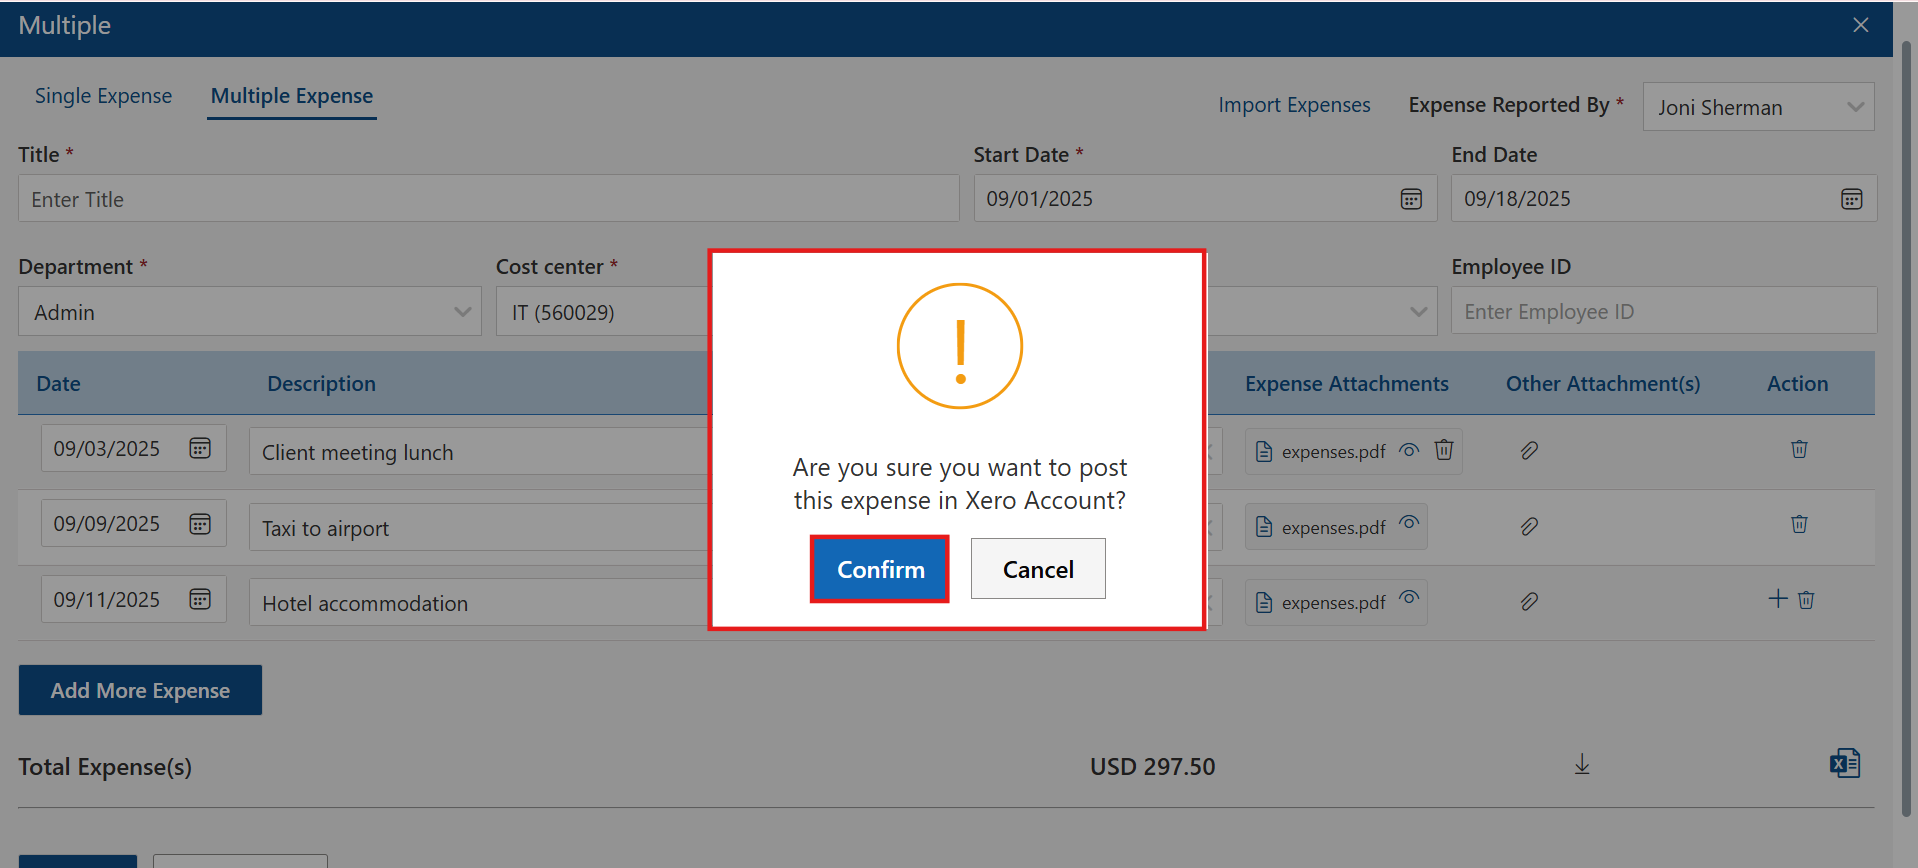 Multiple
Single Expense Multiple Expense Import Expenses Expense Reported By * Joni Sherman
Title * Start Date * End Date
Enter Title 09/01/2025 09/18/2025
Department * Cost center * Employee ID
Admin IT (560029) Enter Employee ID
Date Description Expense Attachments Other Attachment(s) Action
09/03/2025 Client meeting lunch expenses.pdf
09/09/2025 Taxi to airport expenses.pdf
09/11/2025 Hotel accommodation expenses.pdf
Are you sure you want to post
this expense in Xero Account?
Confirm Cancel
Add More Expense
Total Expense(s) USD 297.50